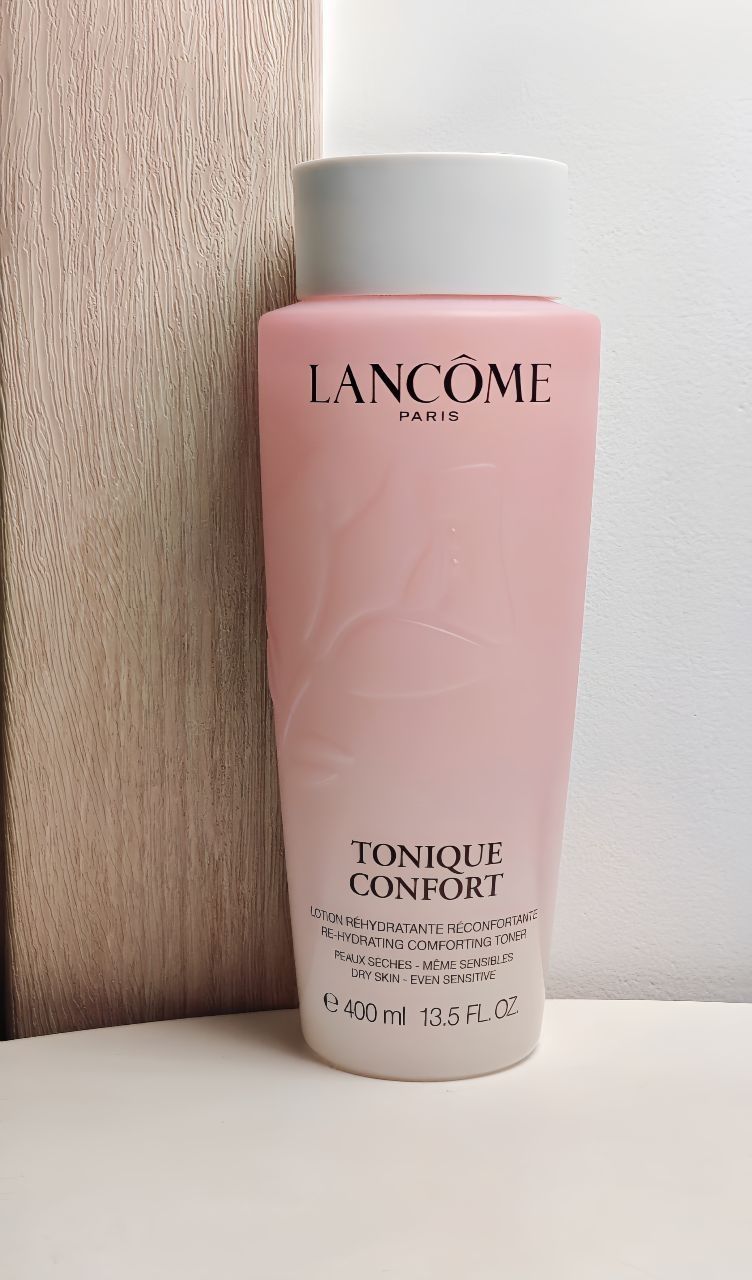 LANCÔME
PARIS
TONIQUE
CONFORT
LOTION RÉHYDRATANTE RÉCONFORTANTE
RE-HYDRATING COMFORTING TONER
PEAUX SECHES - MÊME SENSIBLES
DRY SKIN - EVEN SENSITIVE
℮ 400 ml 13.5 FL. OZ.